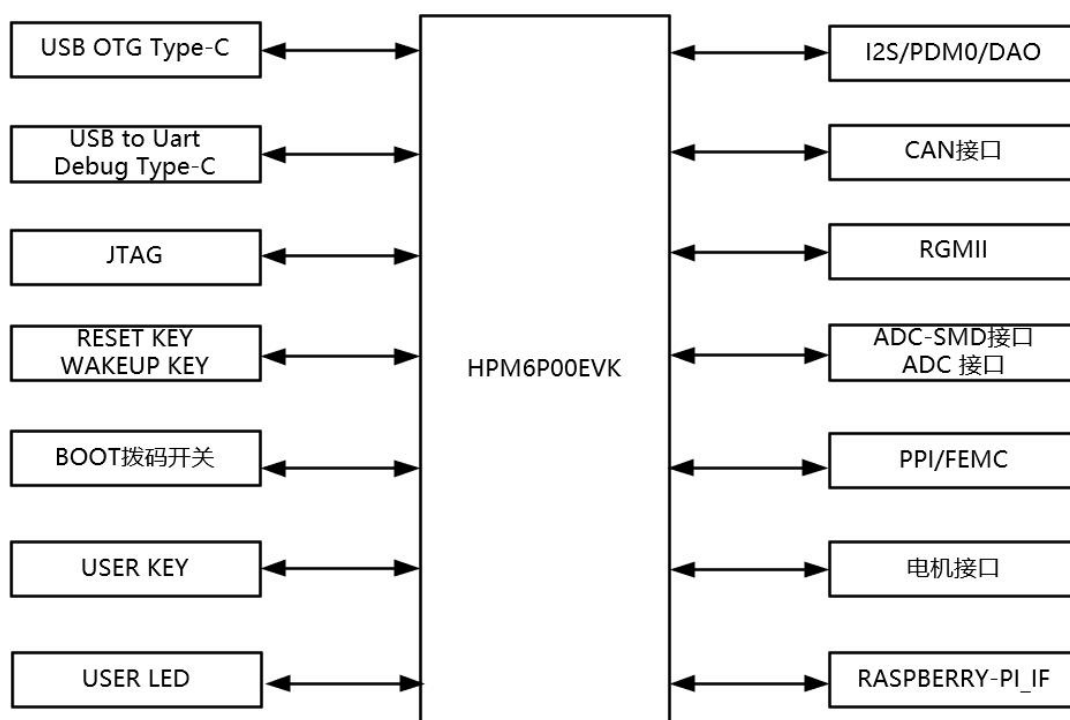 USB OTG Type-C
USB to Uart
Debug Type-C
JTAG
RESET KEY
WAKEUP KEY
BOOT拨码开关
USER KEY
USER LED
HPM6P00EVK
I2S/PDM0/DAO
CAN接口
RGMII
ADC-SMD接口
ADC 接口
PPI/FEMC
电机接口
RASPBERRY-PI_IF